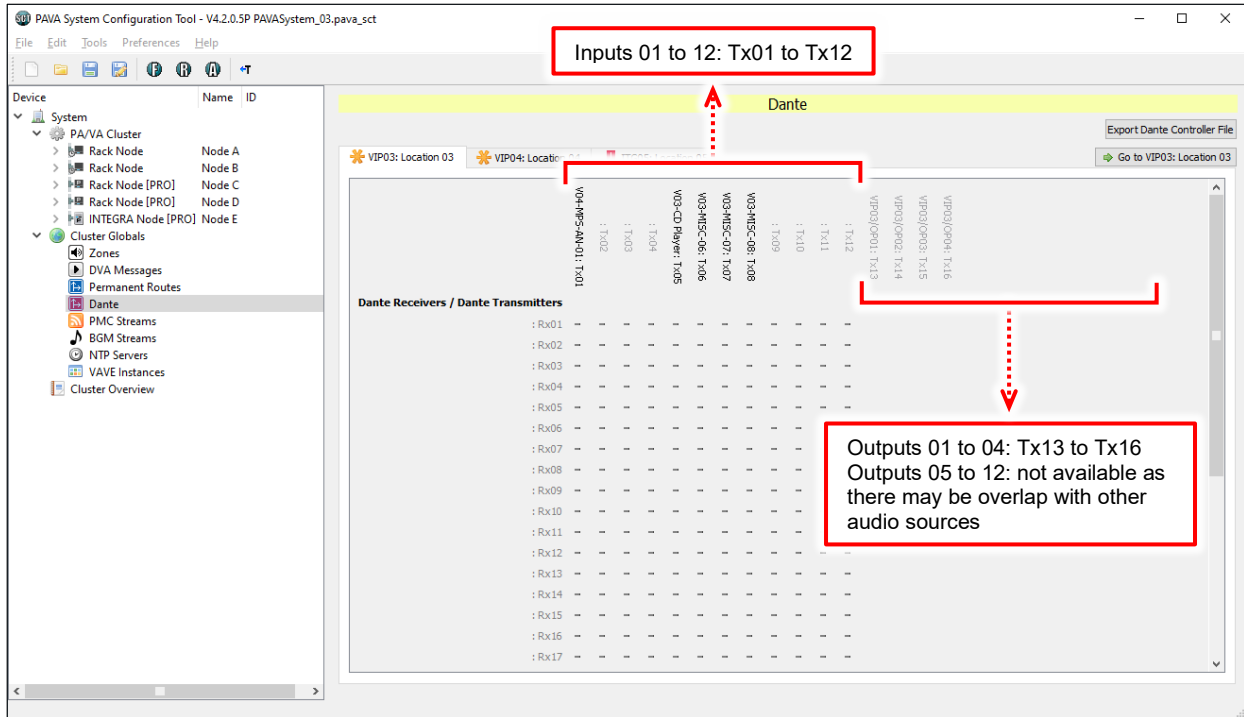 PAVA System Configuration Tool - V4.2.0.5P PAVASystem_03.pava_sct
File Edit Tools Preferences Help
Inputs 01 to 12: Tx01 to Tx12
Device Name ID
System
PA/VA Cluster
Rack Node Node A
Rack Node Node B
Rack Node [PRO] Node C
Rack Node [PRO] Node D
INTEGRA Node [PRO] Node E
Cluster Globals
Zones
DVA Messages
Permanent Routes
Dante
PMC Streams
BGM Streams
NTP Servers
VAVE Instances
Cluster Overview
Dante
Export Dante Controller File
VIP03: Location 03
VIP04: Location
Go to VIP03: Location 03
V04-MPS-AN-01: Tx01
: Tx02
: Tx03
: Tx04
V03-CD Player: Tx05
V03-MISC-06: Tx06
V03-MISC-07: Tx07
V03-MISC-08: Tx08
: Tx09
: Tx10
: Tx11
: Tx12
VIP03/OP01: Tx13
VIP03/OP02: Tx14
VIP03/OP03: Tx15
VIP03/OP04: Tx16
Dante Receivers / Dante Transmitters
: Rx01
: Rx02
: Rx03
: Rx04
: Rx05
: Rx06
: Rx07
: Rx08
: Rx09
: Rx10
: Rx11
: Rx12
: Rx13
: Rx14
: Rx15
: Rx16
: Rx17
Outputs 01 to 04: Tx13 to Tx16
Outputs 05 to 12: not available as
there may be overlap with other
audio sources